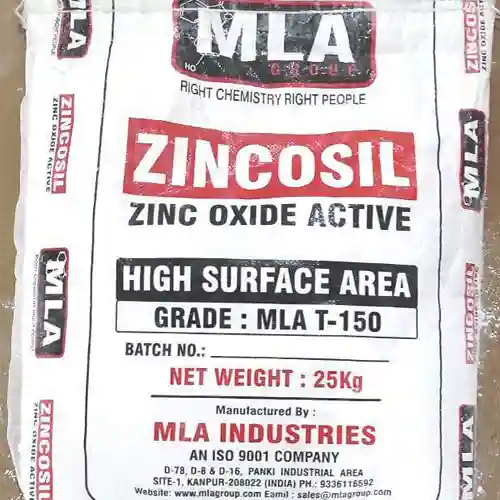 MLA
GROUP
HO
RIGHT CHEMISTRY RIGHT PEOPLE
ZINCOSIL
ZINC OXIDE ACTIVE
HIGH SURFACE AREA
GRADE : MLA T-150
BATCH NO.:
NET WEIGHT : 25Kg
Manufactured By :
MLA INDUSTRIES
AN ISO 9001 COMPANY
D-78, D-8 & D-16, PANKI INDUSTRIAL AREA
SITE-1, KANPUR-208022 (INDIA) PH.: 9336116592
Website: www.mlagroup.com Eamil : sales@mlagroup.com
MLA
ZINCOSIL
ZINC OXIDE ACTIVE
MLA
ZINCOSIL
ZINC OXIDE ACTIVE
ZINCOSIL
MLA
ZINCOSIL
MLA